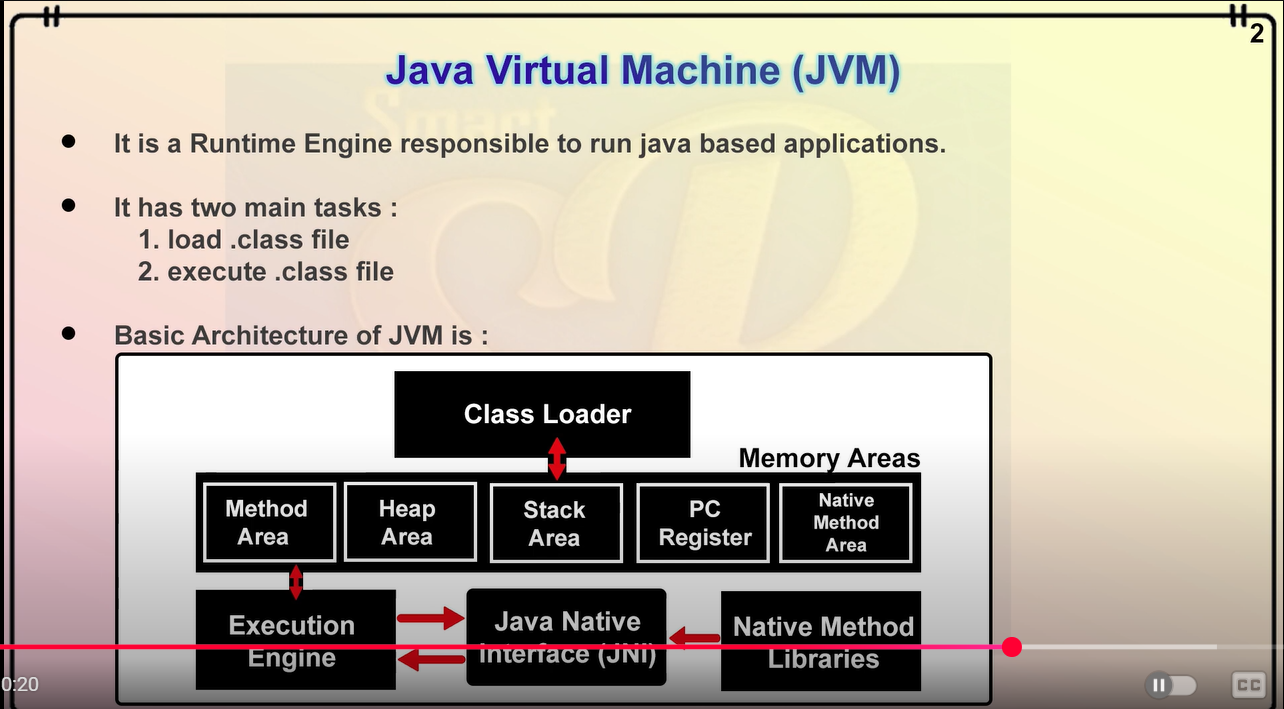 2
Java Virtual Machine (JVM)
It is a Runtime Engine responsible to run java based applications.
It has two main tasks :
1. load .class file
2. execute .class file
Basic Architecture of JVM is :
Class Loader
Memory Areas
Method
Area
Heap
Area
Stack
Area
PC
Register
Native
Method
Area
Execution
Engine
Java Native
Interface (JNI)
Native Method
Libraries
0:20
CC
Smart